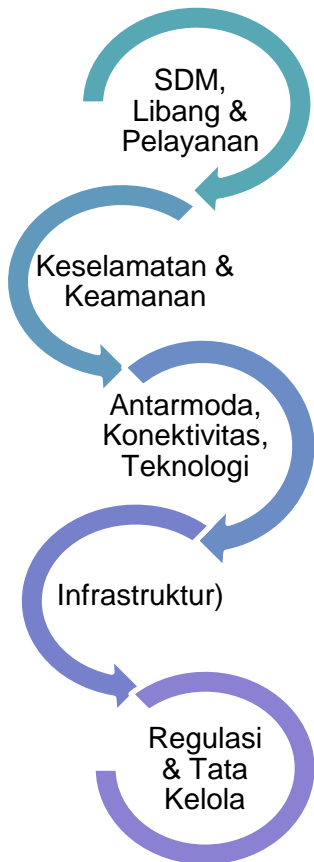 SDM,
Libang &
Pelayanan
Keselamatan &
Keamanan
Antarmoda,
Konektivitas,
Teknologi
Infrastruktur)
Regulasi
& Tata
Kelola